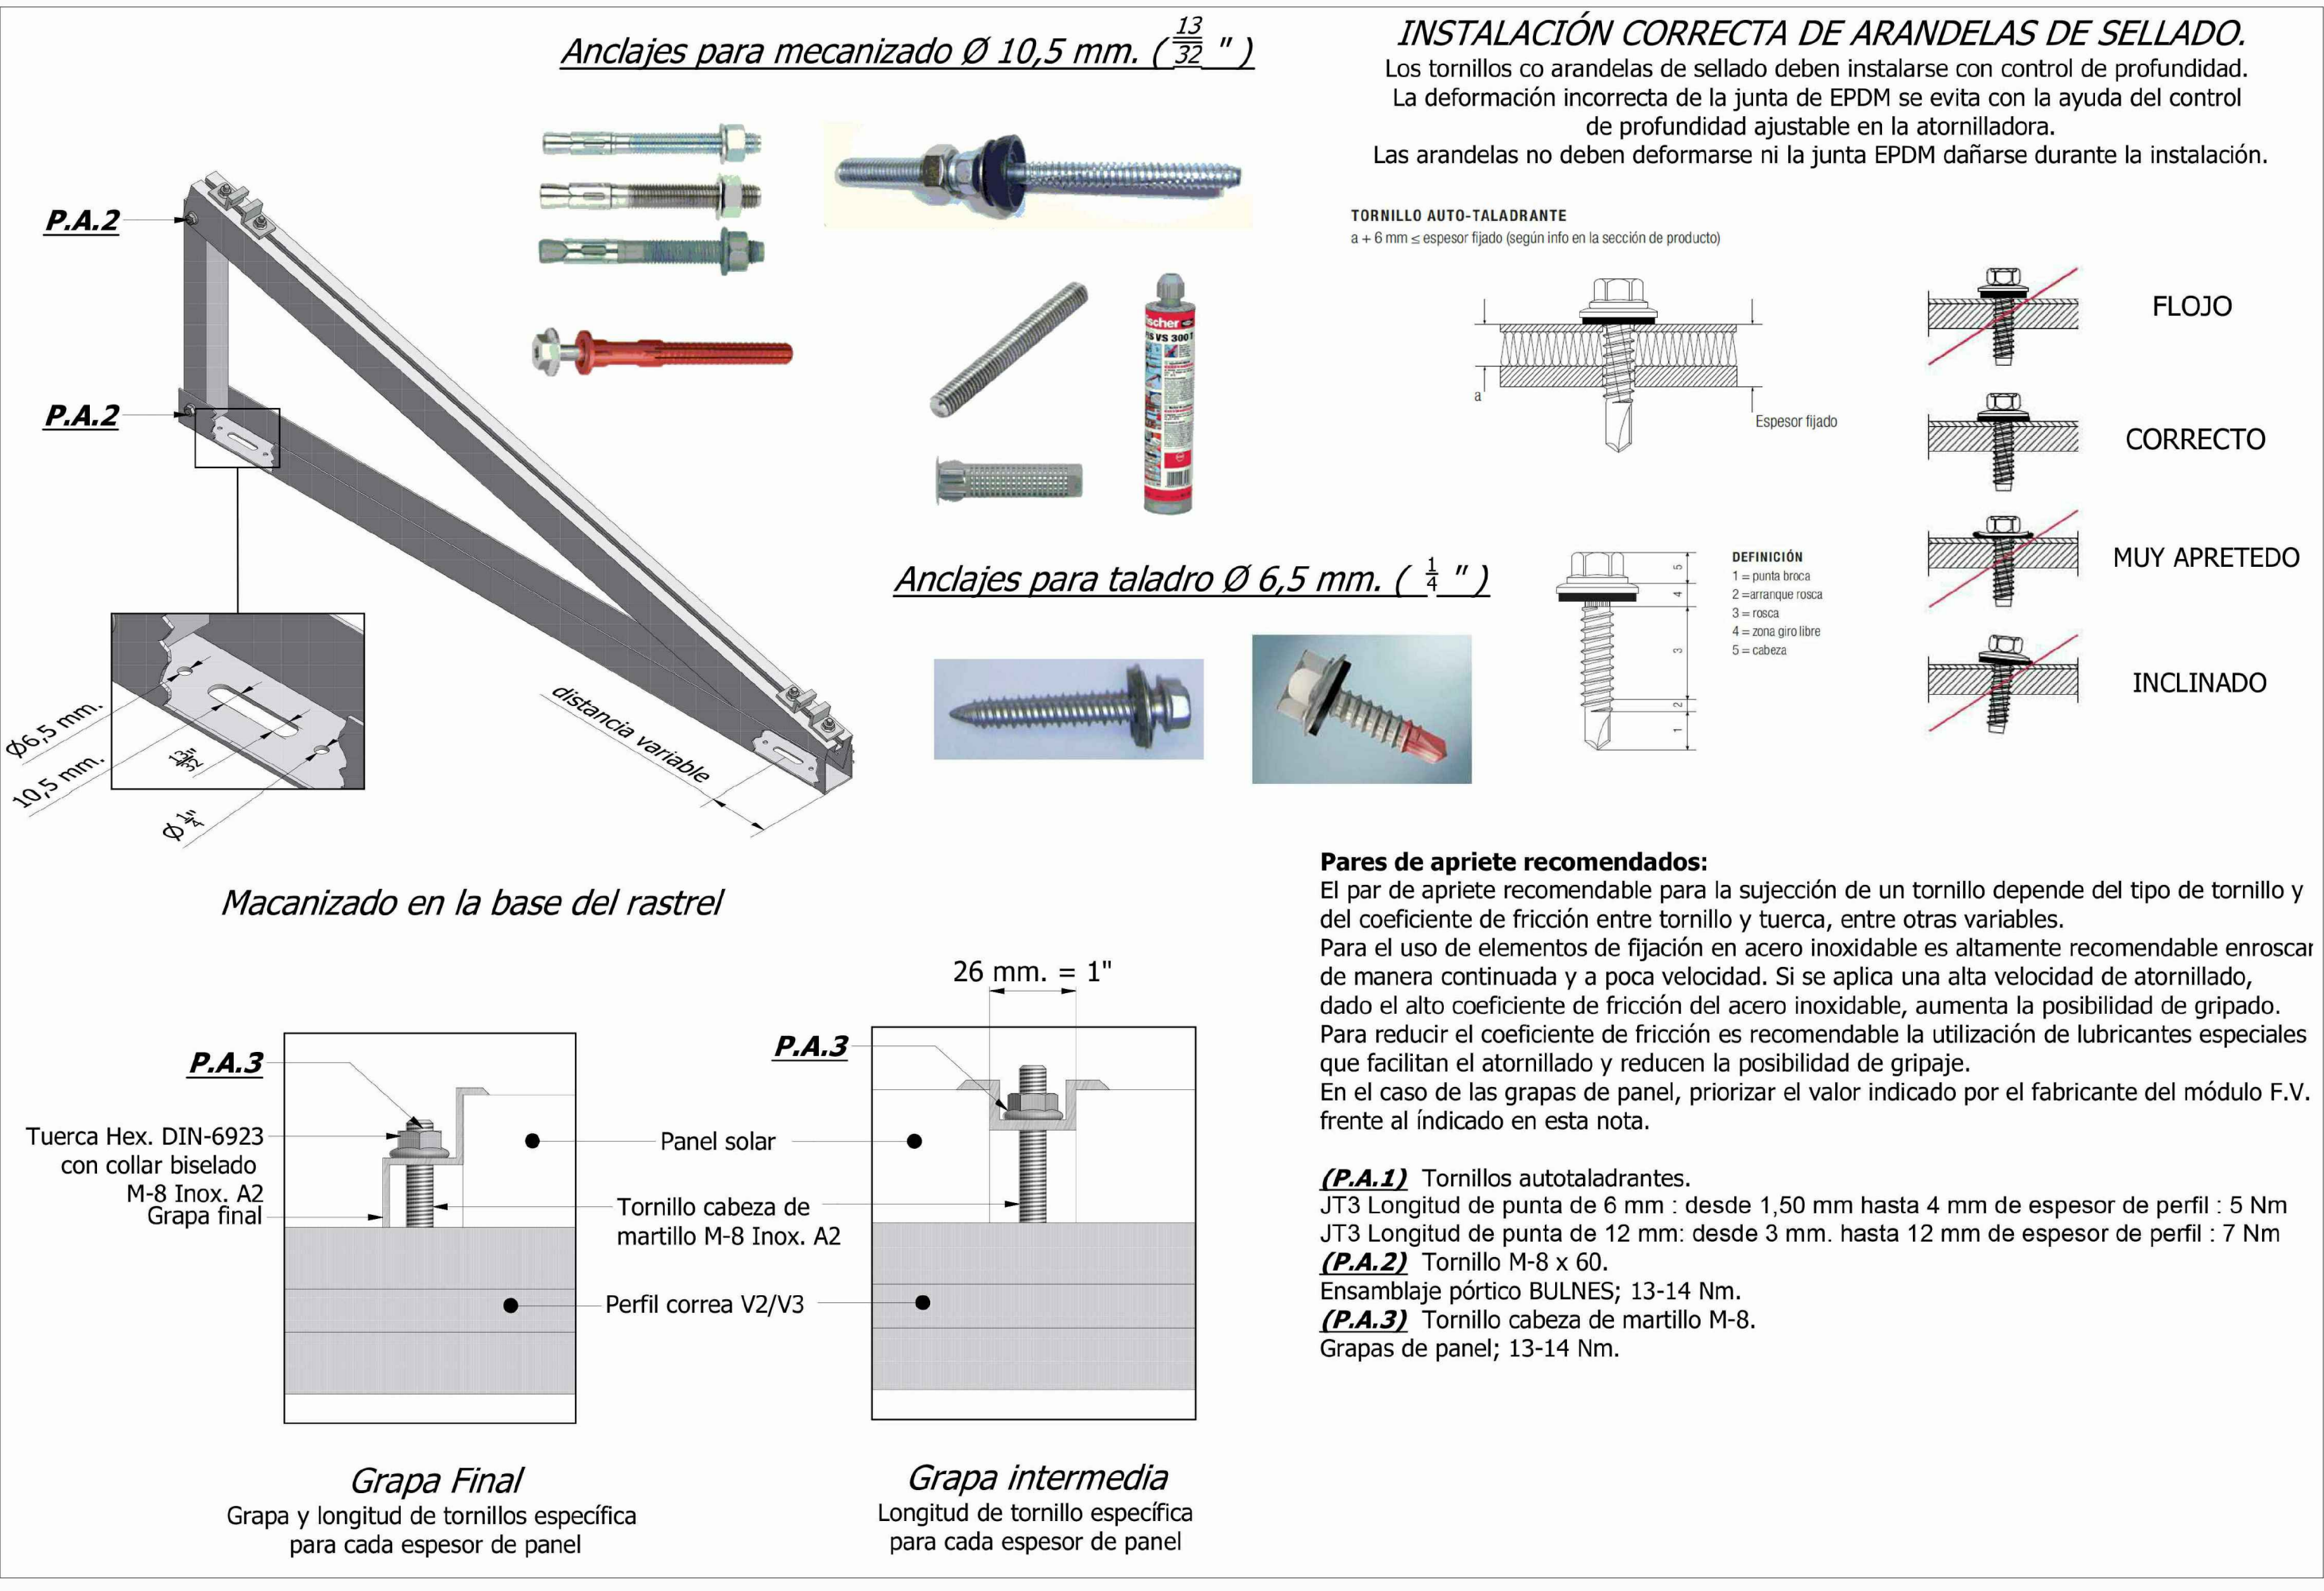 Anclajes para mecanizado Ø 10,5 mm. ( 13/32 " )
P.A.2
P.A.2
fischer
VS 300 T
Anclajes para taladro Ø 6,5 mm. ( 1/4 " )
Ø6,5 mm.
10,5 mm.
13/32"
Ø 1/4"
distancia variable
Macanizado en la base del rastrel
INSTALACIÓN CORRECTA DE ARANDELAS DE SELLADO.
Los tornillos co arandelas de sellado deben instalarse con control de profundidad.
La deformación incorrecta de la junta de EPDM se evita con la ayuda del control
de profundidad ajustable en la atornilladora.
Las arandelas no deben deformarse ni la junta EPDM dañarse durante la instalación.
TORNILLO AUTO-TALADRANTE
a + 6 mm ≤ espesor fijado (según info en la sección de producto)
a
Espesor fijado
FLOJO
CORRECTO
MUY APRETEDO
INCLINADO
5
4
3
2
1
DEFINICIÓN
1 = punta broca
2 =arranque rosca
3 = rosca
4 = zona giro libre
5 = cabeza
P.A.3
Tuerca Hex. DIN-6923
con collar biselado
M-8 Inox. A2
Grapa final
Panel solar
Tornillo cabeza de
martillo M-8 Inox. A2
Perfil correa V2/V3
26 mm. = 1"
P.A.3
Grapa Final
Grapa y longitud de tornillos específica
para cada espesor de panel
Grapa intermedia
Longitud de tornillo específica
para cada espesor de panel
Pares de apriete recomendados:
El par de apriete recomendable para la sujección de un tornillo depende del tipo de tornillo y
del coeficiente de fricción entre tornillo y tuerca, entre otras variables.
Para el uso de elementos de fijación en acero inoxidable es altamente recomendable enroscar
de manera continuada y a poca velocidad. Si se aplica una alta velocidad de atornillado,
dado el alto coeficiente de fricción del acero inoxidable, aumenta la posibilidad de gripado.
Para reducir el coeficiente de fricción es recomendable la utilización de lubricantes especiales
que facilitan el atornillado y reducen la posibilidad de gripaje.
En el caso de las grapas de panel, priorizar el valor indicado por el fabricante del módulo F.V.
frente al índicado en esta nota.
(P.A.1) Tornillos autotaladrantes.
JT3 Longitud de punta de 6 mm : desde 1,50 mm hasta 4 mm de espesor de perfil : 5 Nm
JT3 Longitud de punta de 12 mm: desde 3 mm. hasta 12 mm de espesor de perfil : 7 Nm
(P.A.2) Tornillo M-8 x 60.
Ensamblaje pórtico BULNES; 13-14 Nm.
(P.A.3) Tornillo cabeza de martillo M-8.
Grapas de panel; 13-14 Nm.